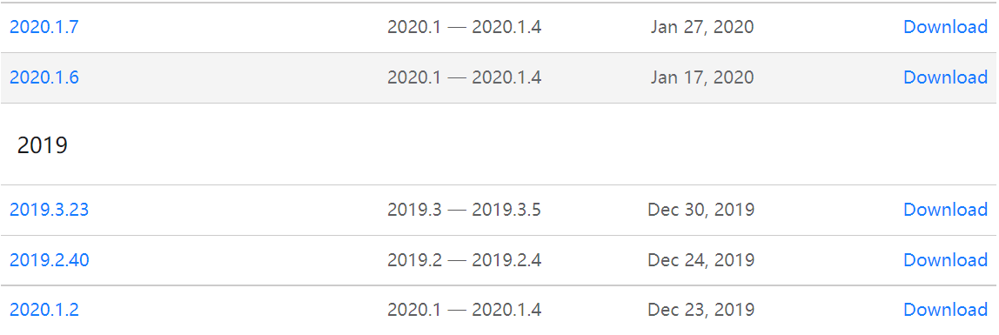 2020.1.7 2020.1 — 2020.1.4 Jan 27, 2020 Download
2020.1.6 2020.1 — 2020.1.4 Jan 17, 2020 Download
2019
2019.3.23 2019.3 — 2019.3.5 Dec 30, 2019 Download
2019.2.40 2019.2 — 2019.2.4 Dec 24, 2019 Download
2020.1.2 2020.1 — 2020.1.4 Dec 23, 2019 Download